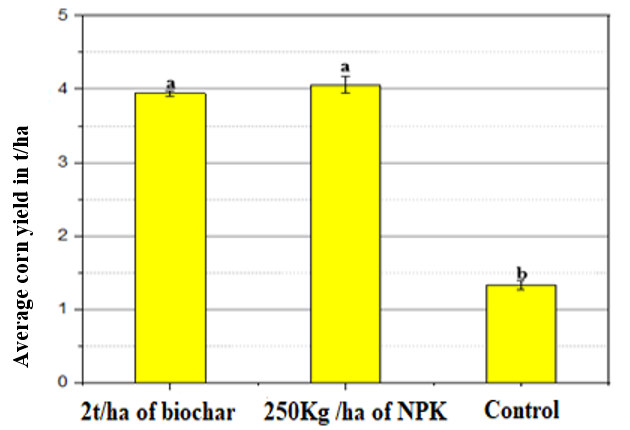 Average corn yield in t/ha
5
4
3
2
1
0
a
a
b
2t/ha of biochar
250Kg /ha of NPK
Control